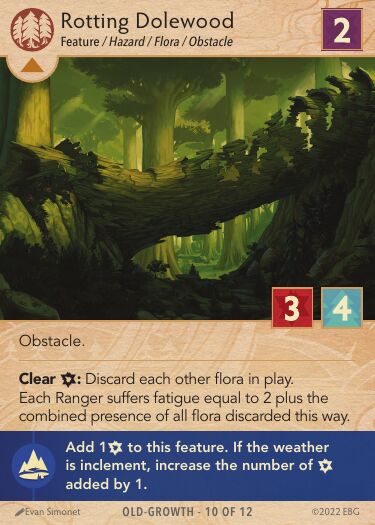 Rotting Dolewood
2
Feature / Hazard / Flora / Obstacle
3 4
Obstacle.
Clear : Discard each other flora in play.
Each Ranger suffers fatigue equal to 2 plus the
combined presence of all flora discarded this way.
Add 1 to this feature. If the weather
is inclement, increase the number of
added by 1.
Evan Simonet
OLD-GROWTH - 10 OF 12
©2022 EBG